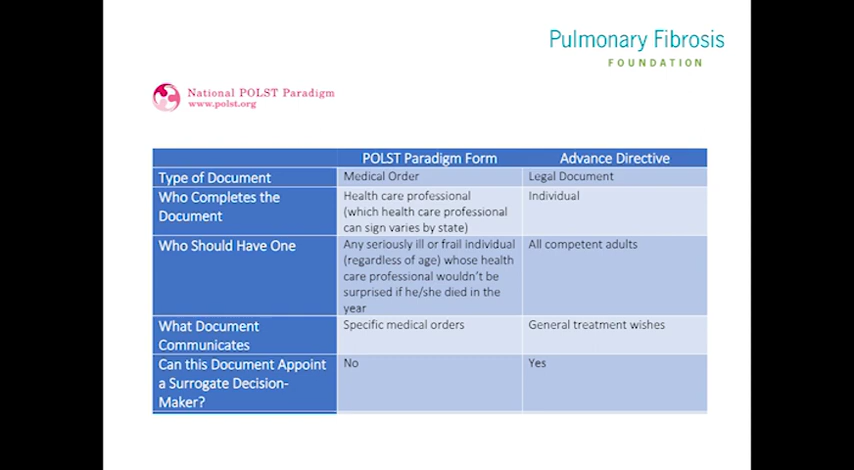 Pulmonary Fibrosis
FOUNDATION
National POLST Paradigm
www.polst.org
POLST Paradigm Form
Advance Directive
Type of Document
Medical Order
Legal Document
Who Completes the
Document
Health care professional
(which health care professional
can sign varies by state)
Individual
Who Should Have One
Any seriously ill or frail individual
(regardless of age) whose health
care professional wouldn't be
surprised if he/she died in the
year
All competent adults
What Document
Communicates
Specific medical orders
General treatment wishes
Can this Document Appoint
a Surrogate Decision-
Maker?
No
Yes